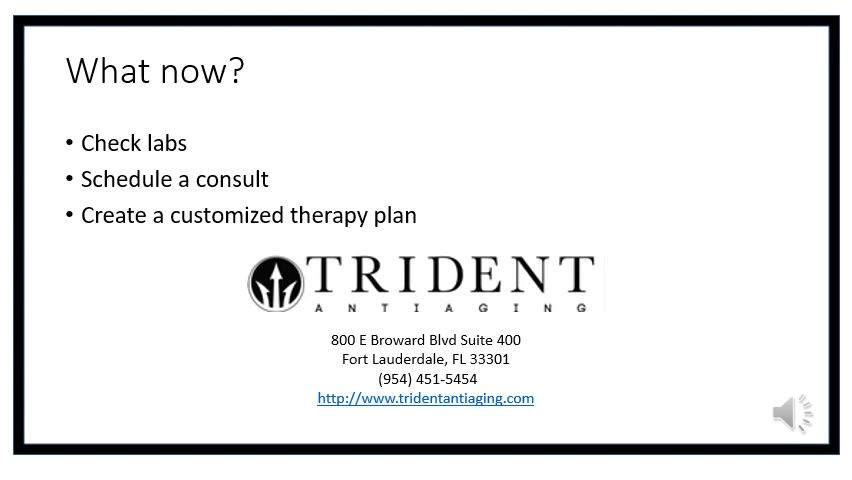 What now?
• Check labs
• Schedule a consult
• Create a customized therapy plan
TRIDENT
ANTIAGING
800 E Broward Blvd Suite 400
Fort Lauderdale, FL 33301
(954) 451-5454
http://www.tridentantiaging.com